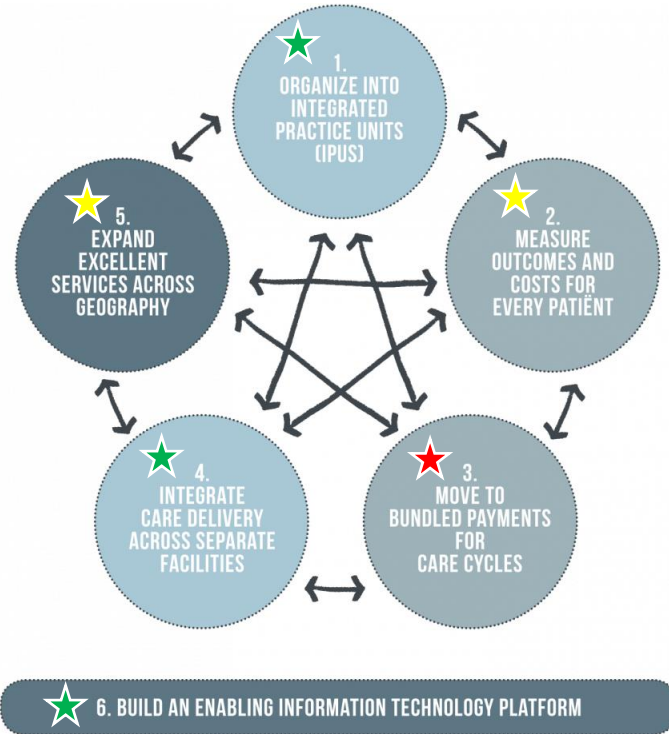 1.
ORGANIZE INTO
INTEGRATED
PRACTICE UNITS
(IPUS)
2.
MEASURE
OUTCOMES AND
COSTS FOR
EVERY PATIËNT
3.
MOVE TO
BUNDLED PAYMENTS
FOR
CARE CYCLES
4.
INTEGRATE
CARE DELIVERY
ACROSS SEPARATE
FACILITIES
5.
EXPAND
EXCELLENT
SERVICES ACROSS
GEOGRAPHY
6. BUILD AN ENABLING INFORMATION TECHNOLOGY PLATFORM